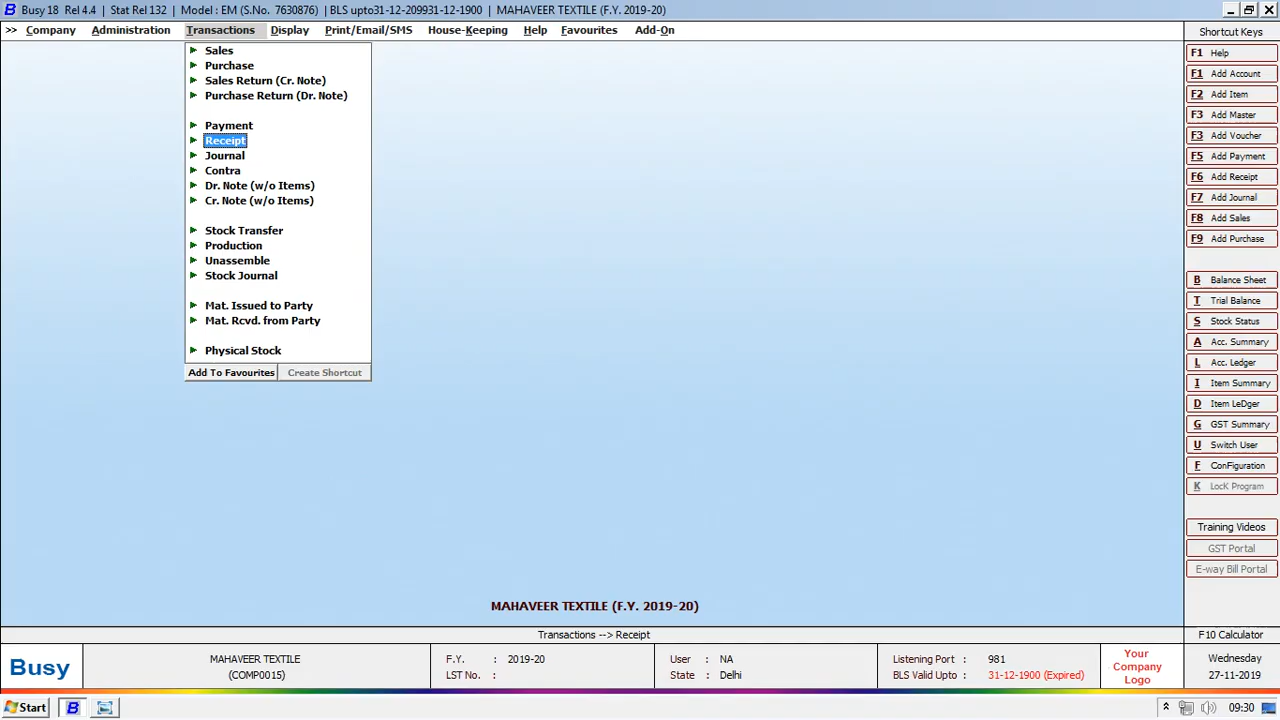 Busy 18 Rel 4.4 | Stat Rel 132 | Model : EM (S.No. 7630876) | BLS upto31-12-209931-12-1900 | MAHAVEER TEXTILE (F.Y. 2019-20)
>> Company Administration Transactions Display Print/Email/SMS House-Keeping Help Favourites Add-On
Sales
Purchase
Sales Return (Cr. Note)
Purchase Return (Dr. Note)
Payment
Receipt
Journal
Contra
Dr. Note (w/o Items)
Cr. Note (w/o Items)
Stock Transfer
Production
Unassemble
Stock Journal
Mat. Issued to Party
Mat. Rcvd. from Party
Physical Stock
Add To Favourites Create Shortcut
Shortcut Keys
F1 Help
F1 Add Account
F2 Add Item
F3 Add Master
F3 Add Voucher
F5 Add Payment
F6 Add Receipt
F7 Add Journal
F8 Add Sales
F9 Add Purchase
B Balance Sheet
T Trial Balance
S Stock Status
A Acc. Summary
L Acc. Ledger
I Item Summary
D Item LeDger
G GST Summary
U Switch User
F ConFiguration
K LocK Program
Training Videos
GST Portal
E-way Bill Portal
MAHAVEER TEXTILE (F.Y. 2019-20)
Transactions --> Receipt
F10 Calculator
Busy
MAHAVEER TEXTILE
(COMP0015)
F.Y. : 2019-20
LST No. :
User : NA
State : Delhi
Listening Port : 981
BLS Valid Upto : 31-12-1900 (Expired)
Your
Company
Logo
Wednesday
27-11-2019
Start
09:30